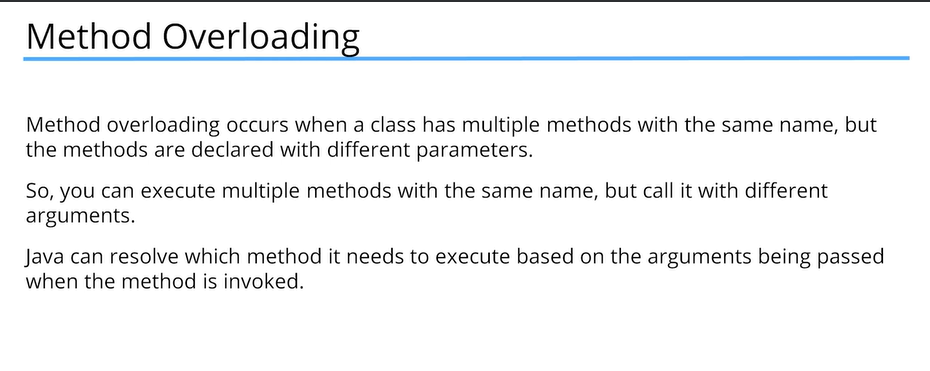 Method Overloading
Method overloading occurs when a class has multiple methods with the same name, but
the methods are declared with different parameters.
So, you can execute multiple methods with the same name, but call it with different
arguments.
Java can resolve which method it needs to execute based on the arguments being passed
when the method is invoked.